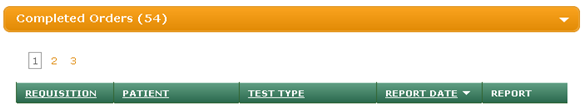 Completed Orders (54)
1 2 3
REQUISITION PATIENT TEST TYPE REPORT DATE REPORT